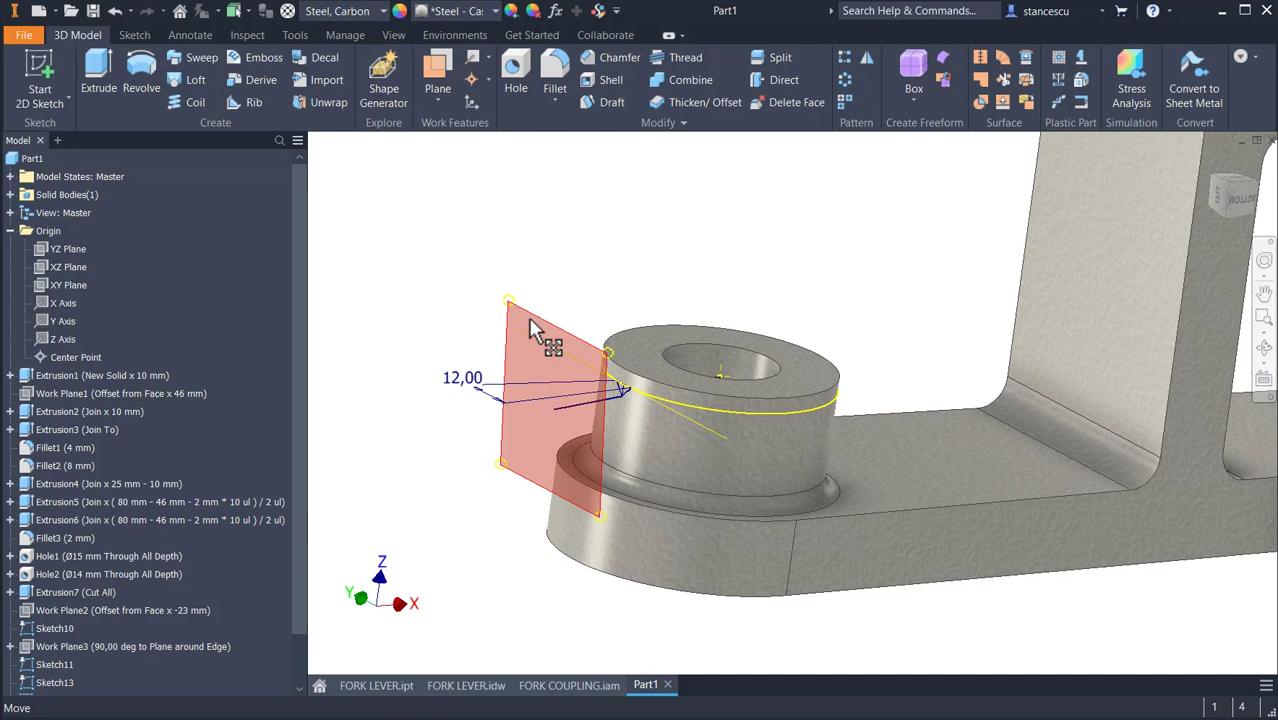 Steel, Carbon
*Steel - Cas
Part1
Search Help & Commands...
stancescu
File
3D Model
Sketch
Annotate
Inspect
Tools
Manage
View
Environments
Get Started
Collaborate
Start
2D Sketch
Extrude
Revolve
Sweep
Loft
Coil
Emboss
Derive
Rib
Decal
Import
Unwrap
Shape
Generator
Plane
Hole
Fillet
Chamfer
Shell
Draft
Thread
Combine
Thicken/ Offset
Split
Direct
Delete Face
Box
Stress
Analysis
Convert to
Sheet Metal
Sketch
Create
Explore
Work Features
Modify
Pattern
Create Freeform
Surface
Plastic Part
Simulation
Convert
Model
Part1
Model States: Master
Solid Bodies(1)
View: Master
Origin
YZ Plane
XZ Plane
XY Plane
X Axis
Y Axis
Z Axis
Center Point
Extrusion1 (New Solid x 10 mm)
Work Plane1 (Offset from Face x 46 mm)
Extrusion2 (Join x 10 mm)
Extrusion3 (Join To)
Fillet1 (4 mm)
Fillet2 (8 mm)
Extrusion4 (Join x 25 mm - 10 mm)
Extrusion5 (Join x ( 80 mm - 46 mm - 2 mm * 10 ul ) / 2 ul)
Extrusion6 (Join x ( 80 mm - 46 mm - 2 mm * 10 ul ) / 2 ul)
Fillet3 (2 mm)
Hole1 (Ø15 mm Through All Depth)
Hole2 (Ø14 mm Through All Depth)
Extrusion7 (Cut All)
Work Plane2 (Offset from Face x -23 mm)
Sketch10
Work Plane3 (90,00 deg to Plane around Edge)
Sketch11
Sketch13
12,00
LEFT
BOTTOM
Z
Y
X
FORK LEVER.ipt
FORK LEVER.idw
FORK COUPLING.iam
Part1
Move
1
4